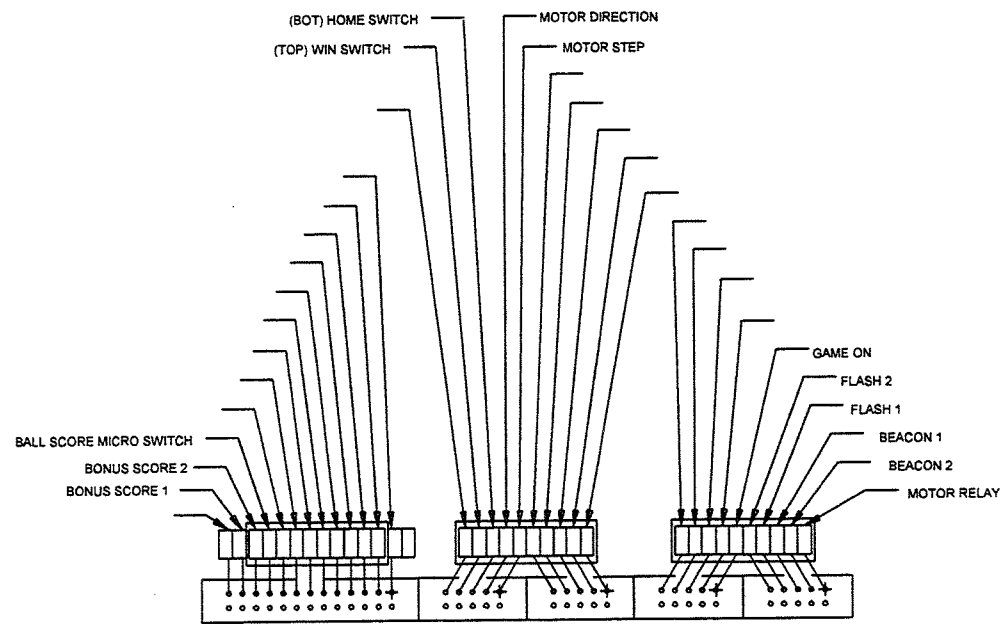 (BOT) HOME SWITCH
MOTOR DIRECTION
(TOP) WIN SWITCH
MOTOR STEP
GAME ON
FLASH 2
FLASH 1
BALL SCORE MICRO SWITCH
BEACON 1
BONUS SCORE 2
BEACON 2
BONUS SCORE 1
MOTOR RELAY